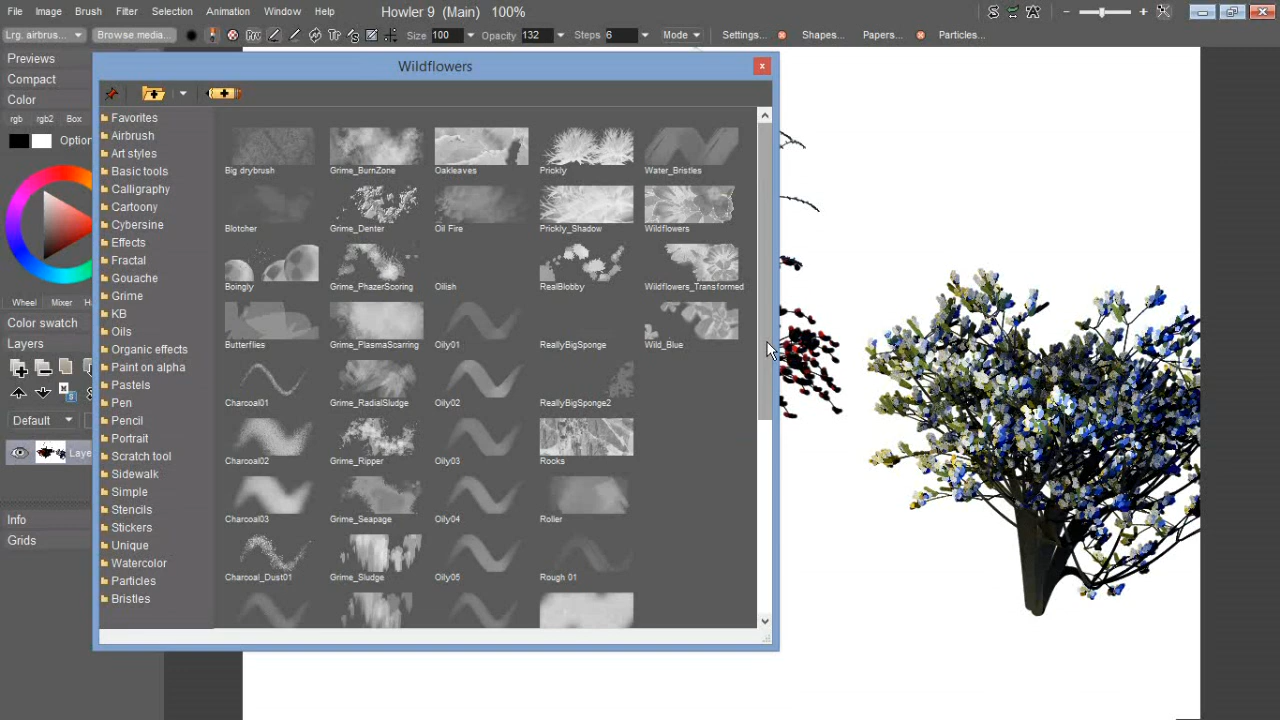 File Image Brush Filter Selection Animation Window Help Howler 9 (Main) 100%
Lrg. airbrus... Browse media... Size 100 Opacity 132 Steps 6 Mode Settings... Shapes... Papers... Particles...
Previews
Compact
Color
rgb rgb2 Box
Wheel Mixer
Color swatch
Layers
Default
Info
Grids
Wildflowers
Favorites
Airbrush
Art styles
Basic tools
Calligraphy
Cartoony
Cybersine
Effects
Fractal
Gouache
Grime
KB
Oils
Organic effects
Paint on alpha
Pastels
Pen
Pencil
Portrait
Scratch tool
Sidewalk
Simple
Stencils
Stickers
Unique
Watercolor
Particles
Bristles
Big drybrush Grime_BurnZone Oakleaves Prickly Water_Bristles
Blotcher Grime_Denter Oil Fire Prickly_Shadow Wildflowers
Boingly Grime_PhazerScoring Oilish RealBlobby Wildflowers_Transformed
Butterflies Grime_PlasmaScarring Oily01 ReallyBigSponge Wild_Blue
Charcoal01 Grime_RadialSludge Oily02 ReallyBigSponge2
Charcoal02 Grime_Ripper Oily03 Rocks
Charcoal03 Grime_Seapage Oily04 Roller
Charcoal_Dust01 Grime_Sludge Oily05 Rough 01